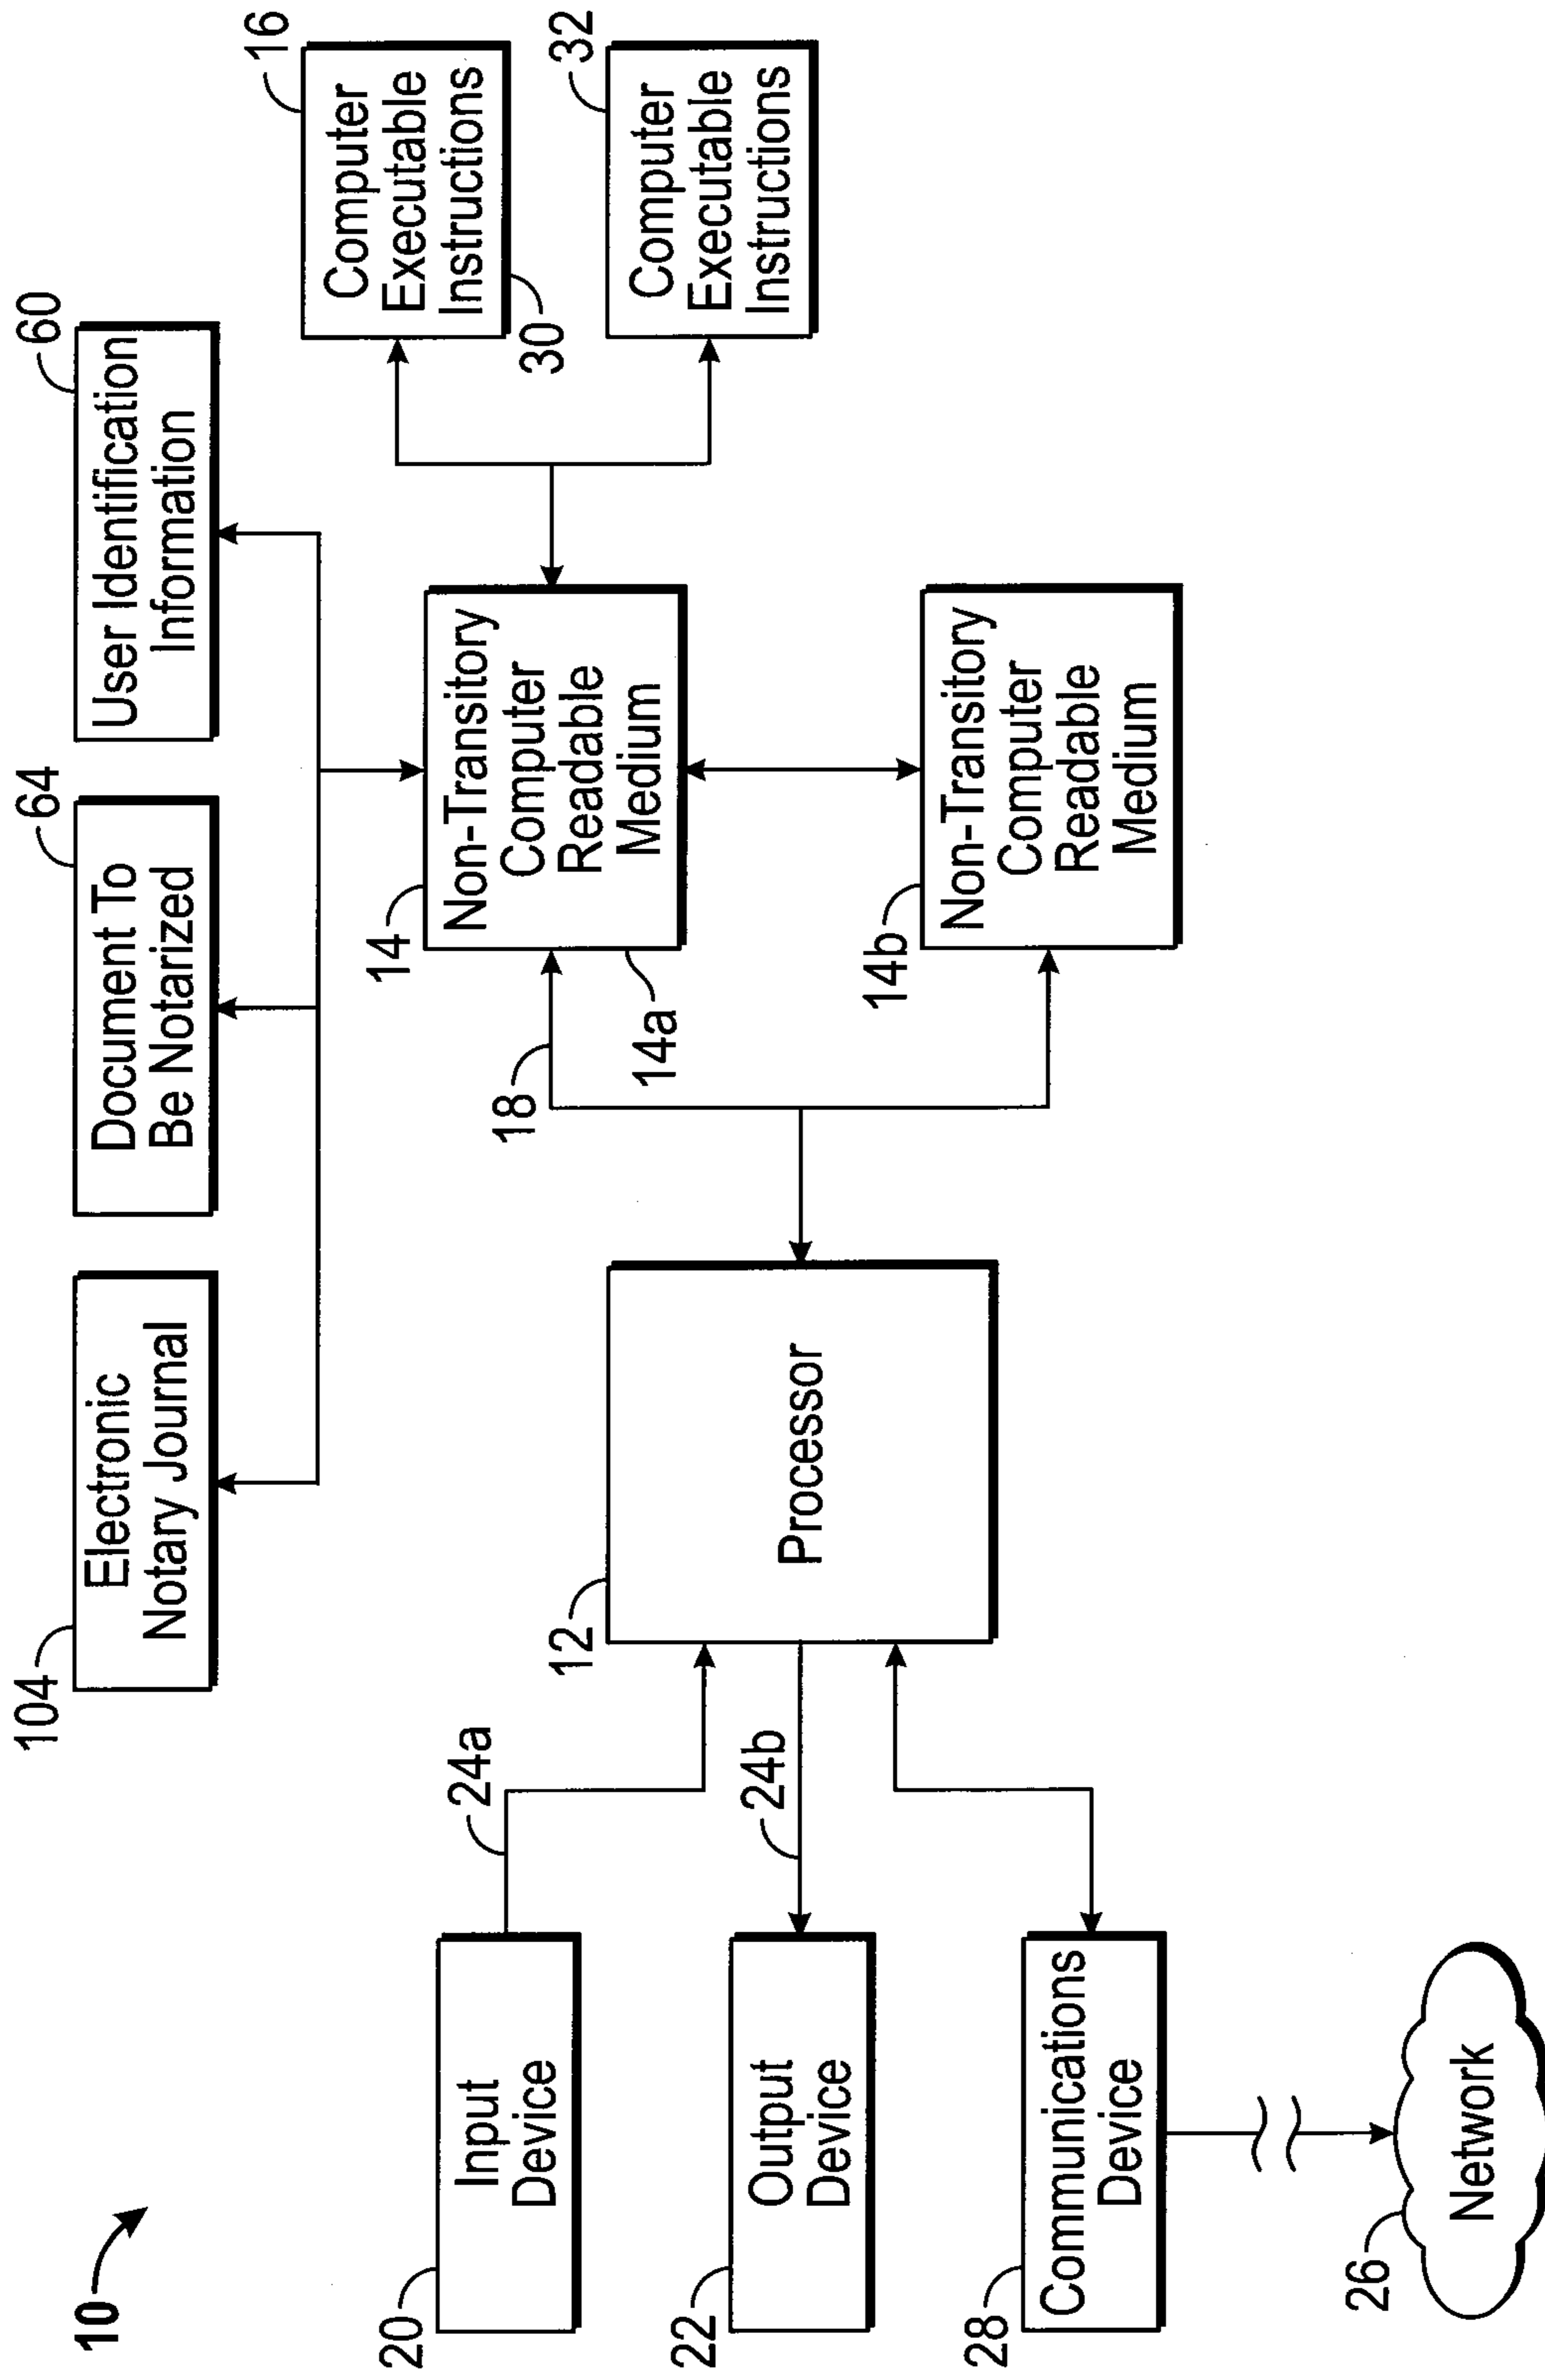 10
104
Electronic
Notary Journal
64
Document To
Be Notarized
60
User Identification
Information
20
Input
Device
24a
22
Output
Device
24b
28
Communications
Device
26
Network
12
Processor
18
14
Non-Transitory
Computer
Readable
Medium
14a
14b
Non-Transitory
Computer
Readable
Medium
16
Computer
Executable
Instructions
30
32
Computer
Executable
Instructions